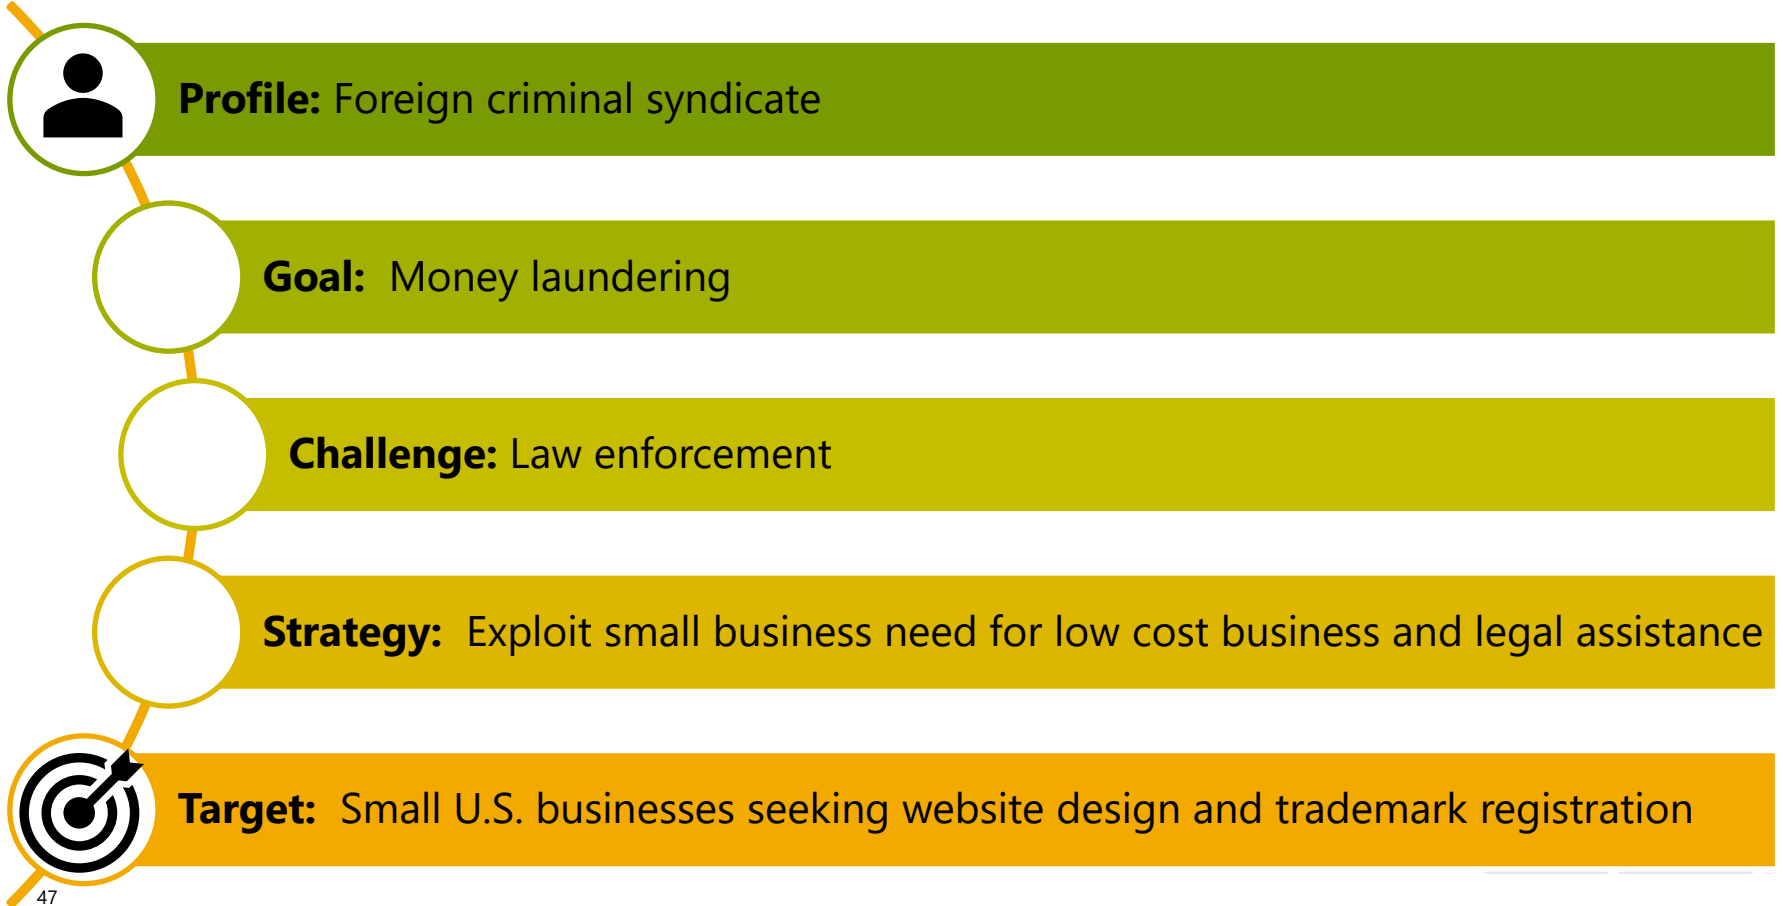 Profile: Foreign criminal syndicate
Goal: Money laundering
Challenge: Law enforcement
Strategy: Exploit small business need for low cost business and legal assistance
Target: Small U.S. businesses seeking website design and trademark registration
47